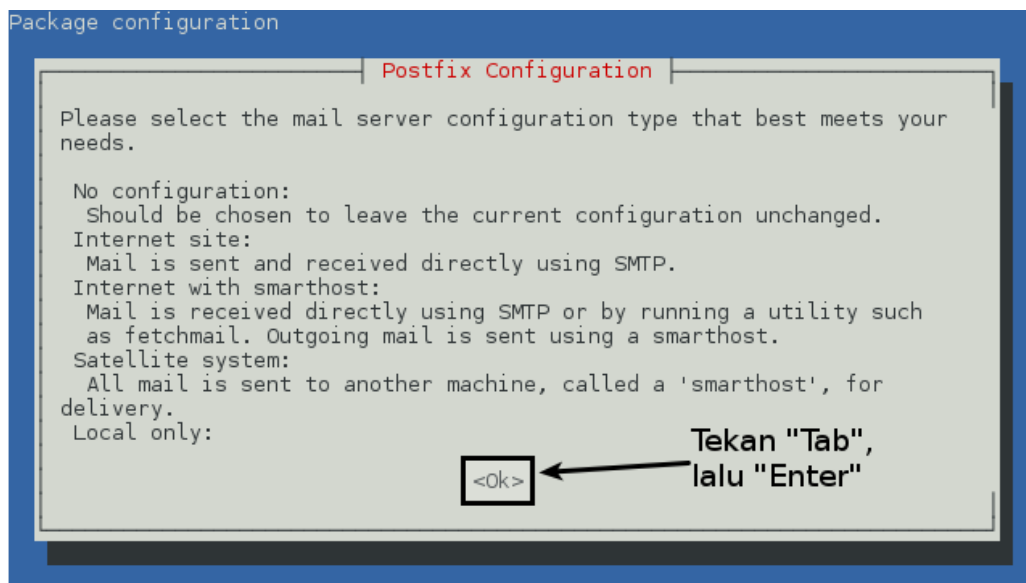 Package configuration
Postfix Configuration
Please select the mail server configuration type that best meets your
needs.
No configuration:
Should be chosen to leave the current configuration unchanged.
Internet site:
Mail is sent and received directly using SMTP.
Internet with smarthost:
Mail is received directly using SMTP or by running a utility such
as fetchmail. Outgoing mail is sent using a smarthost.
Satellite system:
All mail is sent to another machine, called a 'smarthost', for
delivery.
Local only:
<Ok>
Tekan "Tab",
lalu "Enter"